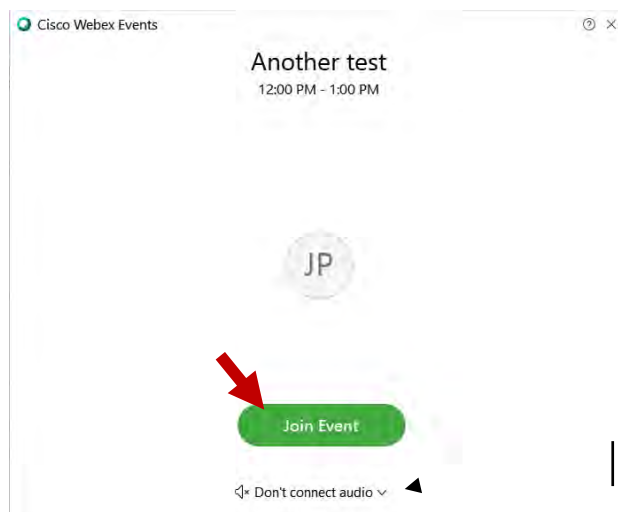 Cisco Webex Events
Another test
12:00 PM - 1:00 PM
JP
Join Event
Don't connect audio